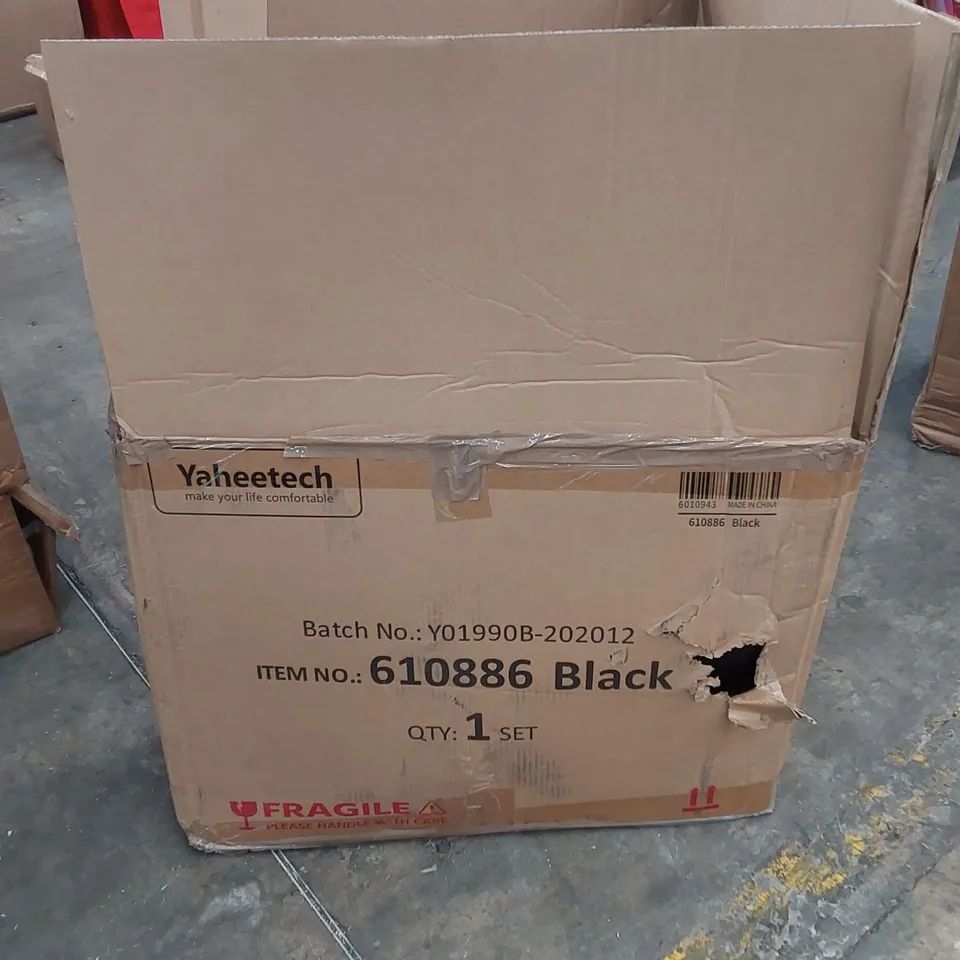 Yaheetech
make your life comfortable
6010943 MADE IN CHINA
610886 Black
Batch No.: Y01990B-202012
ITEM NO.: 610886 Black
QTY: 1 SET
FRAGILE
PLEASE HANDLE WITH CARE